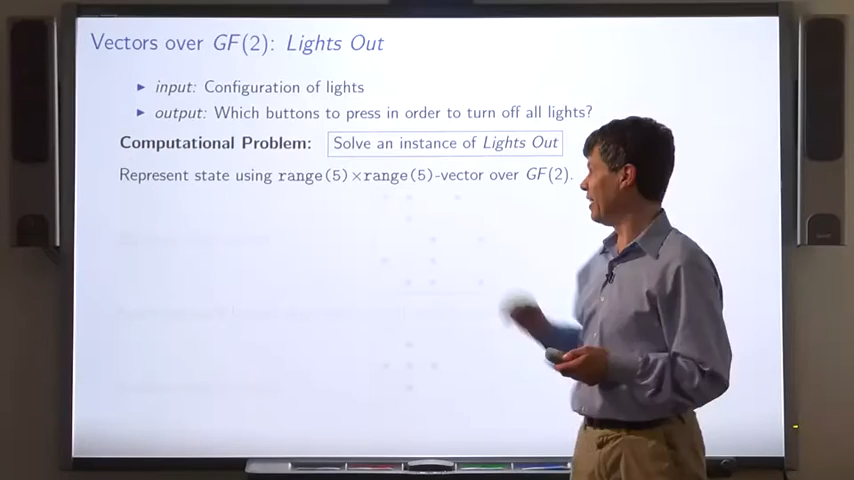 Vectors over GF(2): Lights Out
▶ input: Configuration of lights
▶ output: Which buttons to press in order to turn off all lights?
Computational Problem: Solve an instance of Lights Out
Represent state using range(5)×range(5)-vector over GF(2).